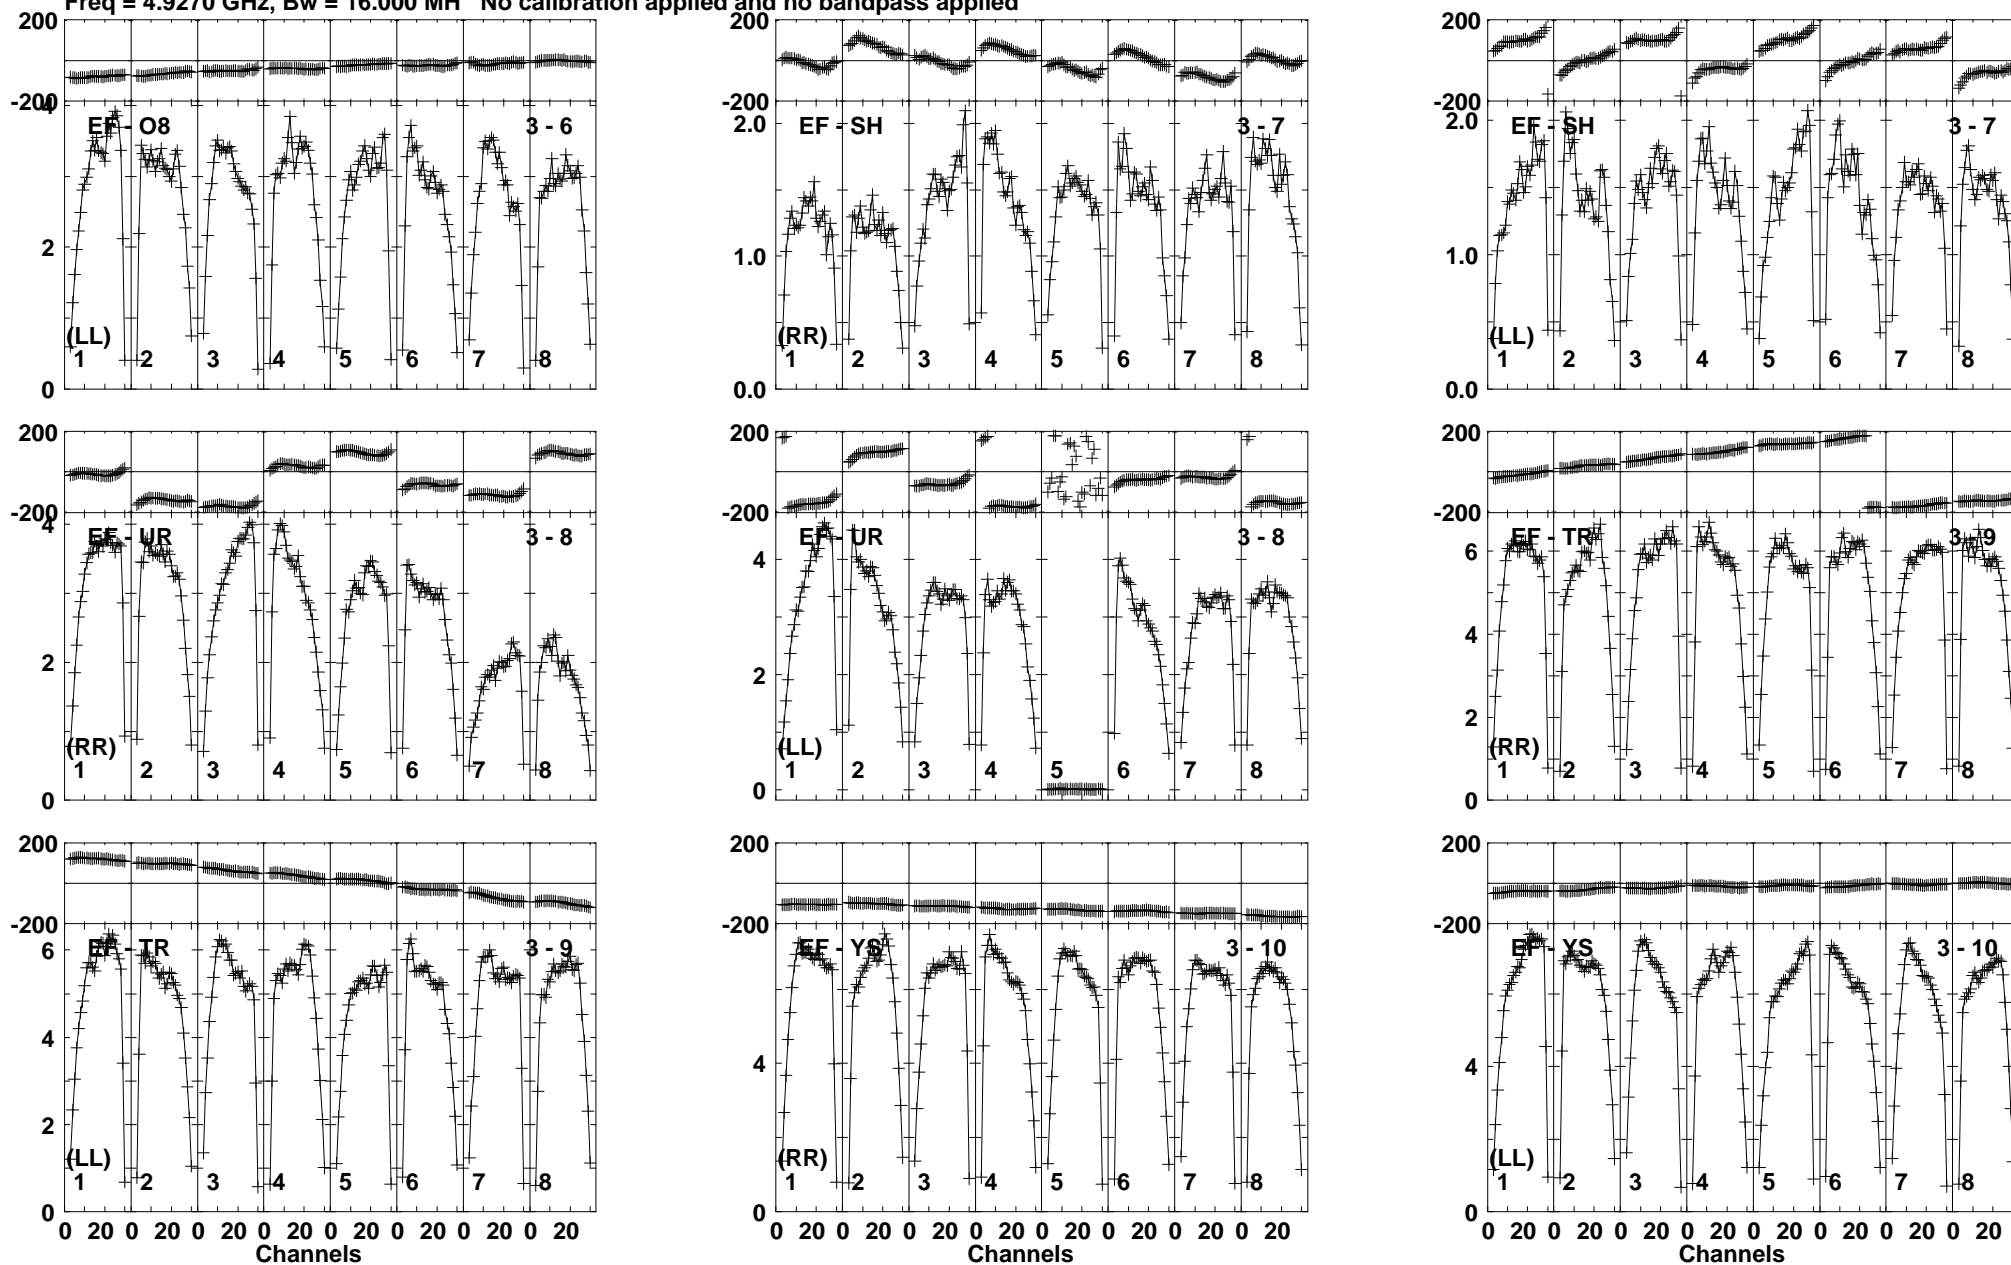 Freq = 4.9270 GHz, Bw = 16.000 MH No calibration applied and no bandpass applied
200 200 200
-200 -200 -200
4 2.0 2.0
EF - O8 3 - 6 EF - SH 3 - 7 EF - SH 3 - 7
2 1.0 1.0
(LL) (RR) (LL)
1 2 3 4 5 6 7 8 1 2 3 4 5 6 7 8 1 2 3 4 5 6 7 8
0 0.0 0.0
200 200 200
-200 -200 -200
4 EF - UR 3 - 8 EF - UR 3 - 8 EF - TR 3 - 9
4 6
2 2 4
2
(RR) (LL) (RR)
1 2 3 4 5 6 7 8 1 2 3 4 5 6 7 8 1 2 3 4 5 6 7 8
0 0 0
200 200 200
-200 -200 -200
6 EF - TR 3 - 9 EF - YS 3 - 10 EF - YS 3 - 10
4 4 4
2
(LL) (RR) (LL)
1 2 3 4 5 6 7 8 1 2 3 4 5 6 7 8 1 2 3 4 5 6 7 8
0 0 0
0 20 0 20 0 20 0 20 0 20 0 20 0 20 0 20 0 20 0 20 0 20 0 20 0 20 0 20 0 20 0 20 0 20 0 20 0 20 0 20 0 20 0 20 0 20 0 20
Channels Channels Channels